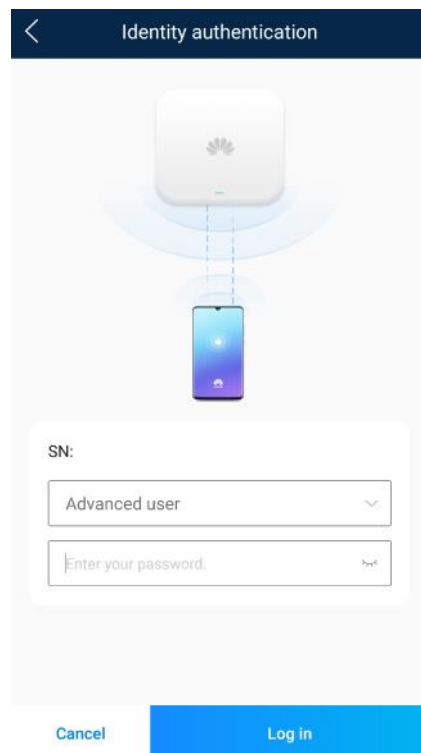 Identity authentication
SN:
Advanced user
Enter your password.
Cancel
Log in